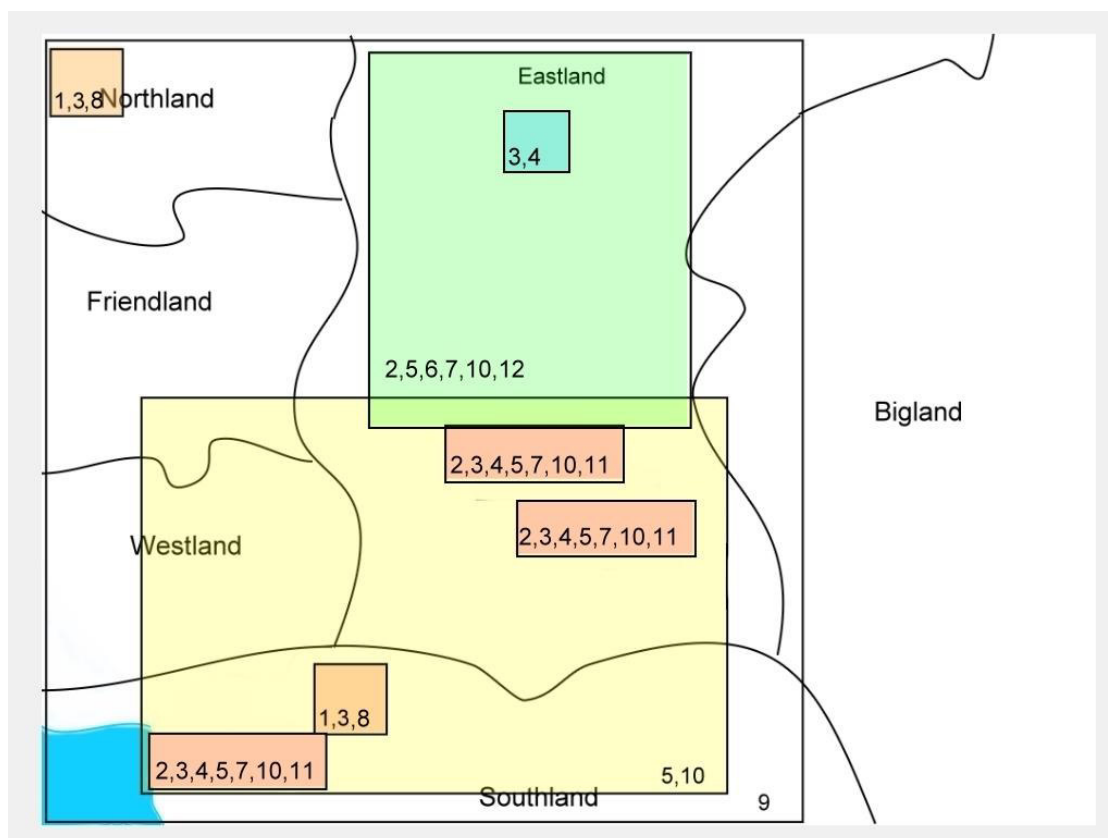 Eastland
1,3,8
Northland
3,4
Friendland
2,5,6,7,10,12
Bigland
2,3,4,5,7,10,11
2,3,4,5,7,10,11
Westland
1,3,8
2,3,4,5,7,10,11
5,10
Southland
9